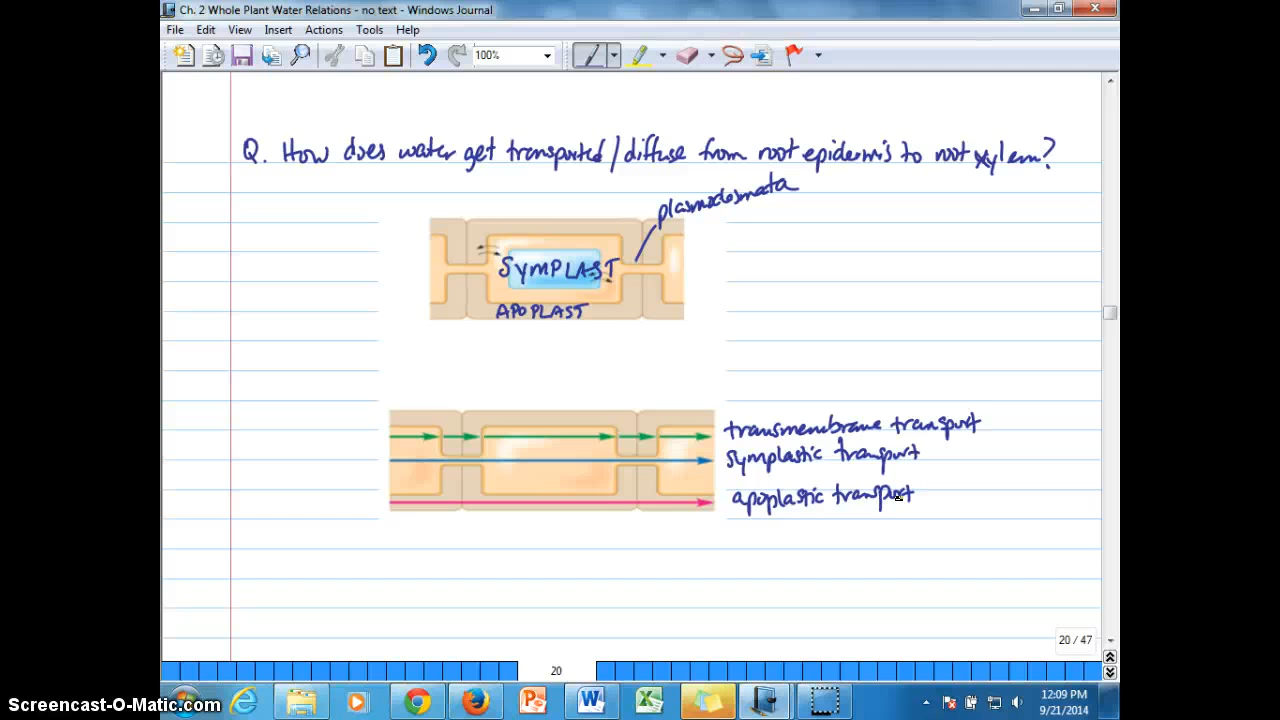 Ch. 2 Whole Plant Water Relations - no text - Windows Journal
File Edit View Insert Actions Tools Help
100%
Q. How does water get transported / diffuse from root epidermis to root xylem?
plasmodesmata
SYMPLAST
APOPLAST
transmembrane transport
symplastic transport
apoplastic transport
20 / 47
20
12:09 PM
9/21/2014
Screencast-O-Matic.com